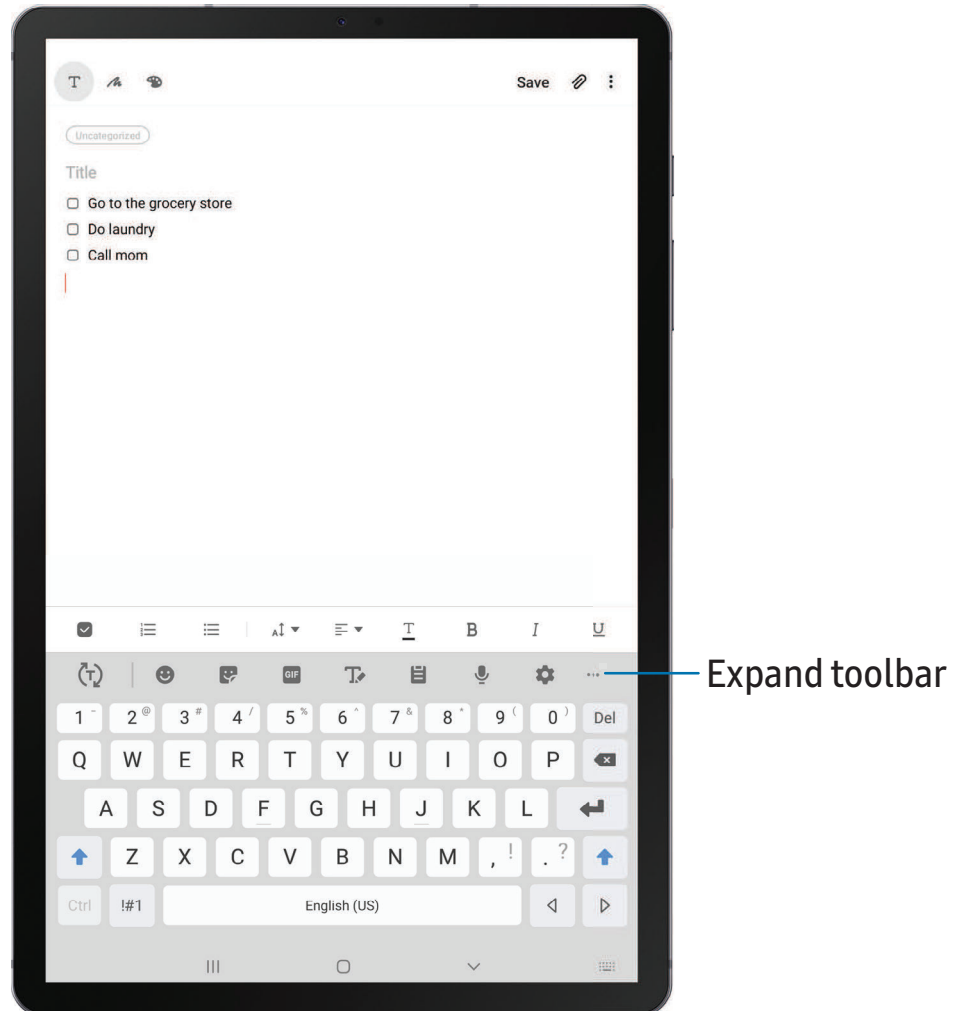 T Save
Uncategorized
Title
Go to the grocery store
Do laundry
Call mom
A T B I U
T GIF T Expand toolbar
1 - 2 @ 3 # 4 / 5 % 6 ^ 7 & 8 * 9 ( 0 ) Del
Q W E R T Y U I O P
A S D F G H J K L
Z X C V B N M , ! . ?
Ctrl !#1 English (US)